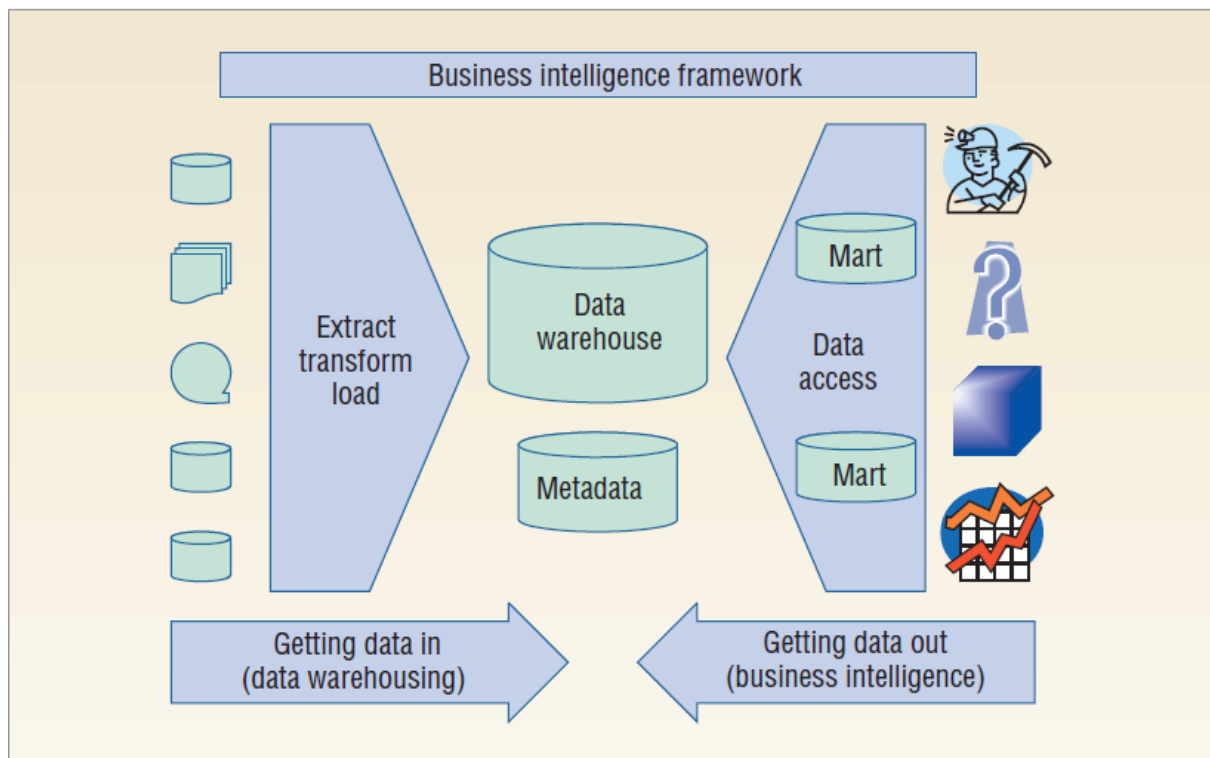 Business intelligence framework
Extract
transform
load
Data
warehouse
Metadata
Mart
Data
access
Mart
?
Getting data in
(data warehousing)
Getting data out
(business intelligence)